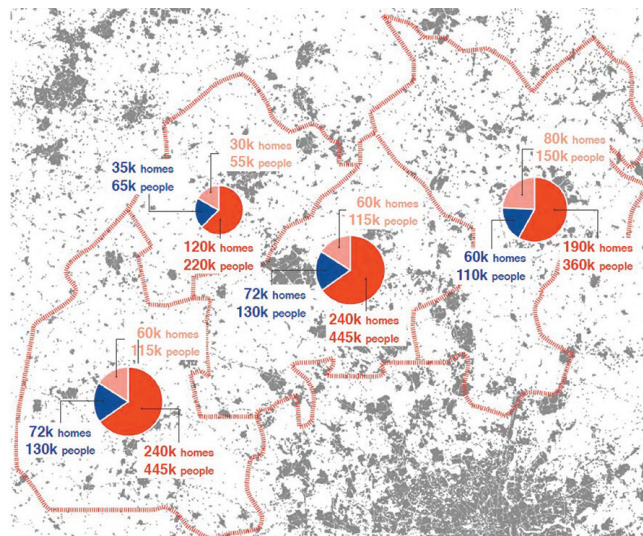 30k homes
55k people
35k homes
65k people
120k homes
220k people
80k homes
150k people
60k homes
110k people
190k homes
360k people
60k homes
115k people
72k homes
130k people
240k homes
445k people
60k homes
115k people
72k homes
130k people
240k homes
445k people